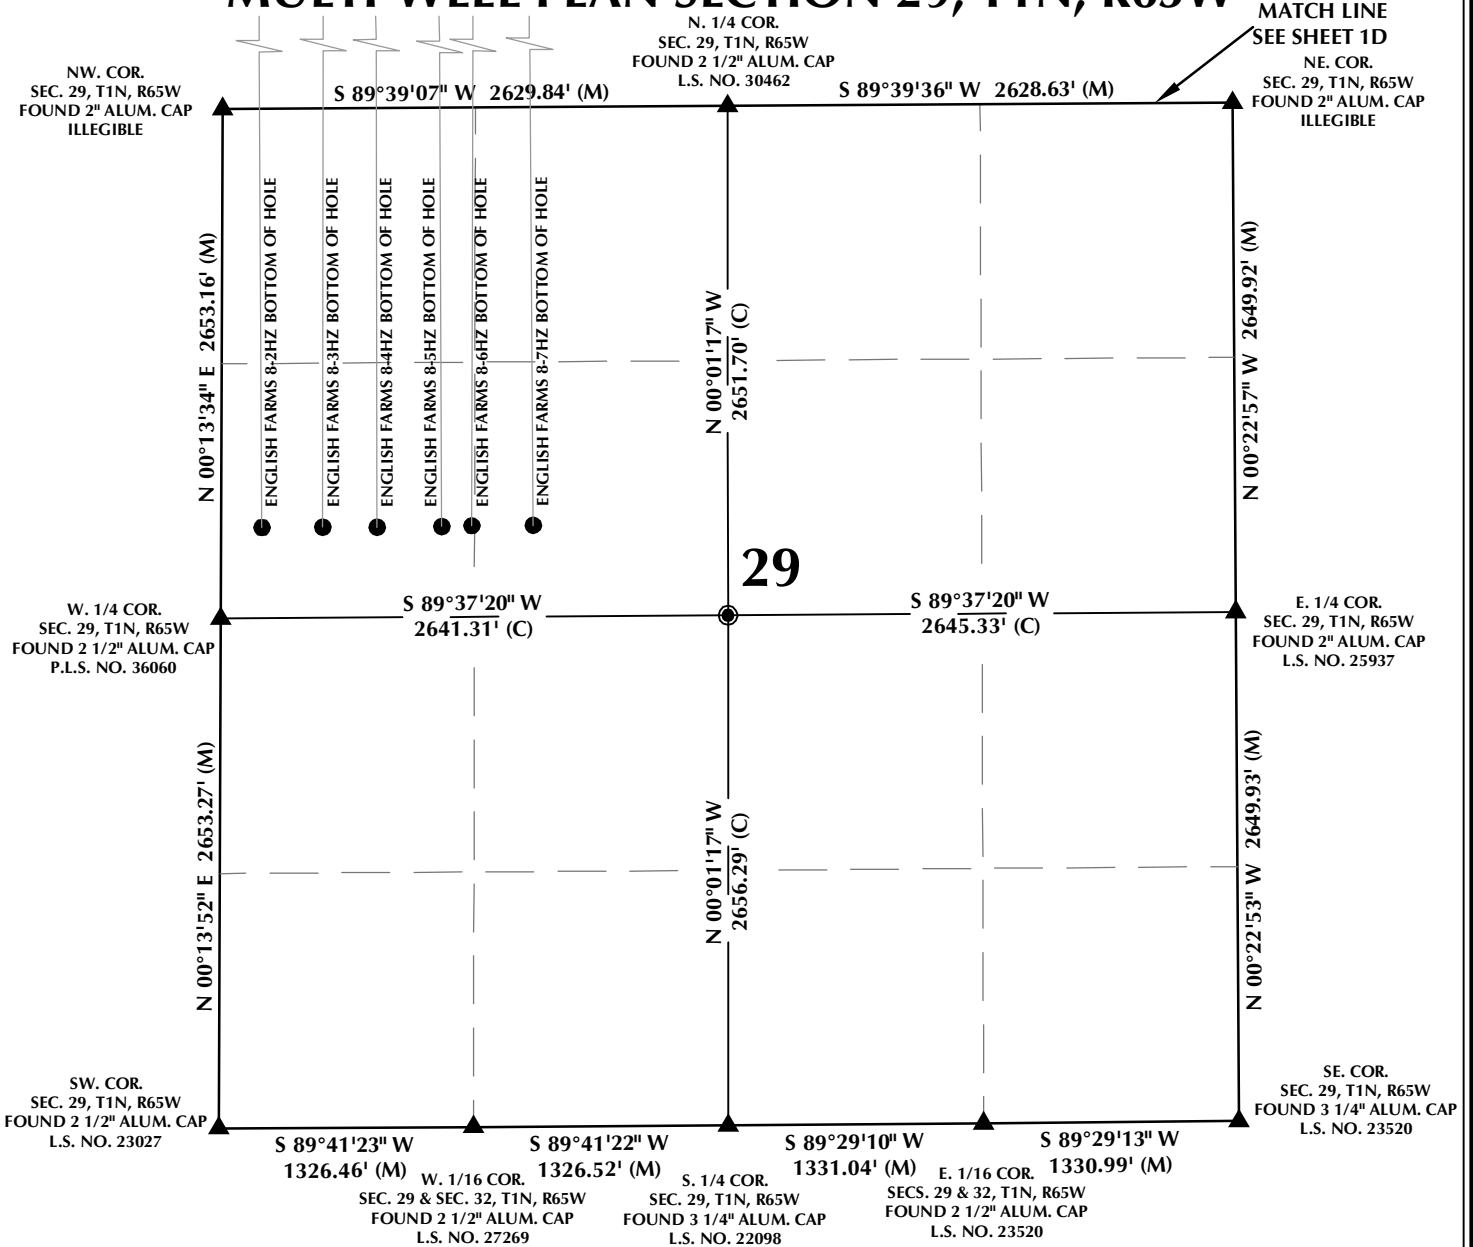 MULTI WELL PLAN SECTION 29, T1N, R65W
MATCH LINE
SEE SHEET 1D
NW. COR.
SEC. 29, T1N, R65W
FOUND 2" ALUM. CAP
ILLEGIBLE
N. 1/4 COR.
SEC. 29, T1N, R65W
FOUND 2 1/2" ALUM. CAP
L.S. NO. 30462
NE. COR.
SEC. 29, T1N, R65W
FOUND 2" ALUM. CAP
ILLEGIBLE
S 89°39'07" W 2629.84' (M)
S 89°39'36" W 2628.63' (M)
N 00°13'34" E 2653.16' (M)
ENGLISH FARMS 8-2HZ BOTTOM OF HOLE
ENGLISH FARMS 8-3HZ BOTTOM OF HOLE
ENGLISH FARMS 8-4HZ BOTTOM OF HOLE
ENGLISH FARMS 8-5HZ BOTTOM OF HOLE
ENGLISH FARMS 8-6HZ BOTTOM OF HOLE
ENGLISH FARMS 8-7HZ BOTTOM OF HOLE
N 00°01'17" W
2651.70' (C)
N 00°22'57" W 2649.92' (M)
29
W. 1/4 COR.
SEC. 29, T1N, R65W
FOUND 2 1/2" ALUM. CAP
P.L.S. NO. 36060
S 89°37'20" W
2641.31' (C)
S 89°37'20" W
2645.33' (C)
E. 1/4 COR.
SEC. 29, T1N, R65W
FOUND 2" ALUM. CAP
L.S. NO. 25937
N 00°13'52" E 2653.27' (M)
N 00°01'17" W
2656.29' (C)
N 00°22'53" W 2649.93' (M)
SW. COR.
SEC. 29, T1N, R65W
FOUND 2 1/2" ALUM. CAP
L.S. NO. 23027
SE. COR.
SEC. 29, T1N, R65W
FOUND 3 1/4" ALUM. CAP
L.S. NO. 23520
S 89°41'23" W
1326.46' (M)
S 89°41'22" W
1326.52' (M)
S 89°29'10" W
1331.04' (M)
S 89°29'13" W
1330.99' (M)
W. 1/16 COR.
SEC. 29 & SEC. 32, T1N, R65W
FOUND 2 1/2" ALUM. CAP
L.S. NO. 27269
S. 1/4 COR.
SEC. 29, T1N, R65W
FOUND 3 1/4" ALUM. CAP
L.S. NO. 22098
E. 1/16 COR.
SECS. 29 & 32, T1N, R65W
FOUND 2 1/2" ALUM. CAP
L.S. NO. 23520